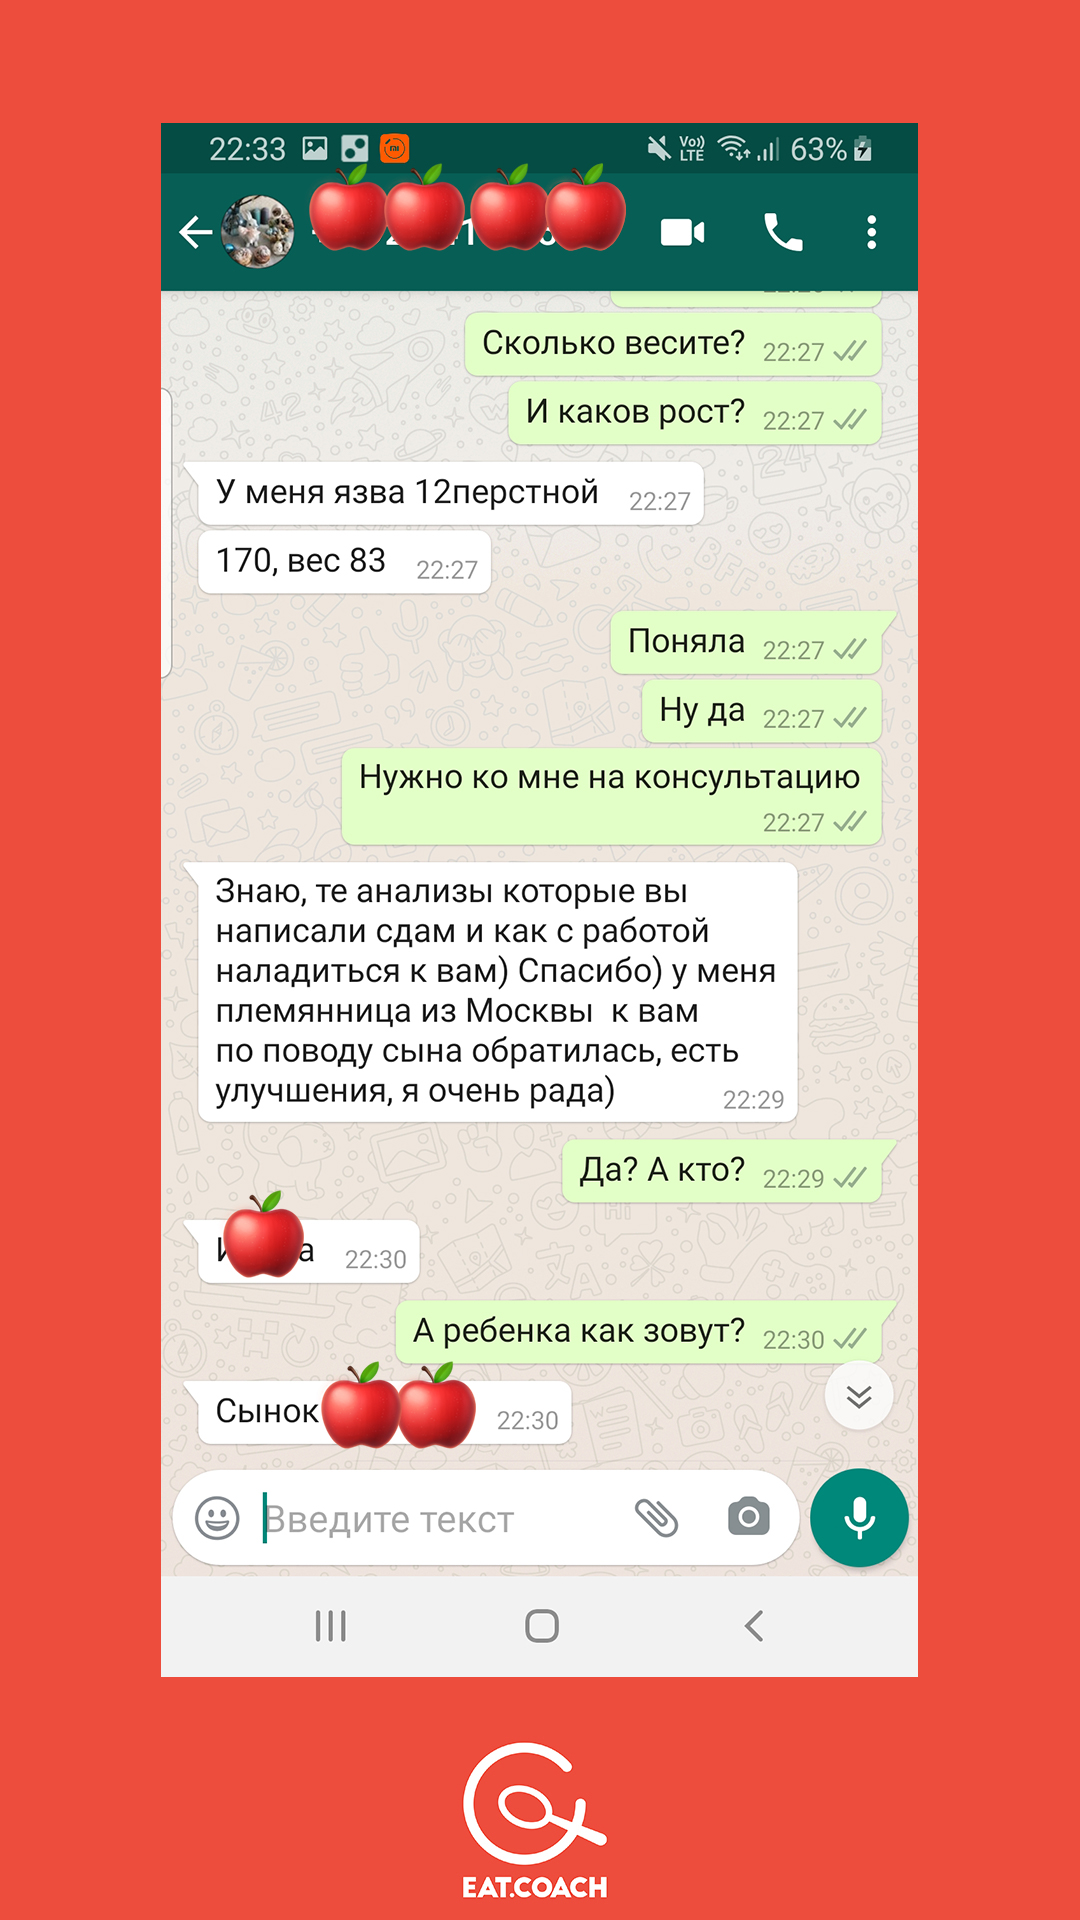 22:33 Vo)) LTE 63%
Сколько весите? 22:27
И каков рост? 22:27
У меня язва 12перстной 22:27
170, вес 83 22:27
Поняла 22:27
Ну да 22:27
Нужно ко мне на консультацию
22:27
Знаю, те анализы которые вы
написали сдам и как с работой
наладиться к вам) Спасибо) у меня
племянница из Москвы к вам
по поводу сына обратилась, есть
улучшения, я очень рада) 22:29
Да? А кто? 22:29
22:30
А ребенка как зовут? 22:30
Сынок 22:30
Введите текст
EAT.COACH